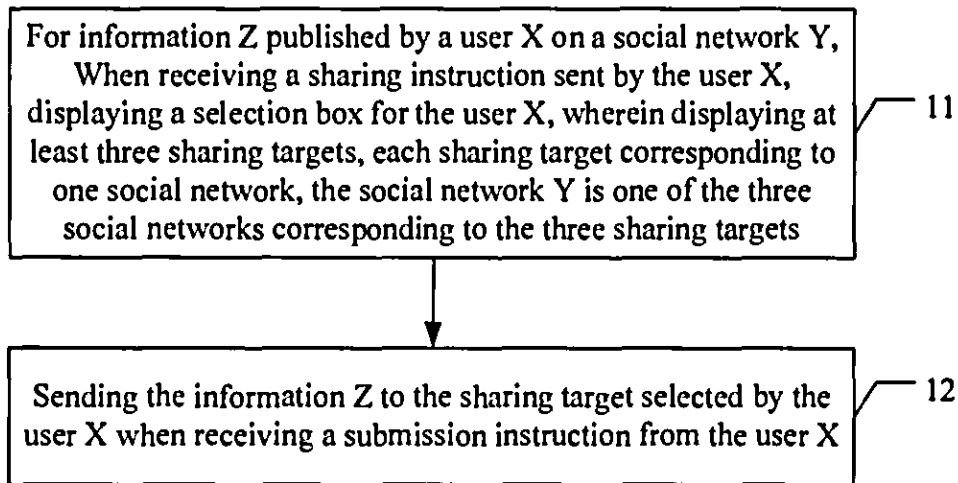 For information Z published by a user X on a social network Y,
When receiving a sharing instruction sent by the user X,
displaying a selection box for the user X, wherein displaying at
least three sharing targets, each sharing target corresponding to
one social network, the social network Y is one of the three
social networks corresponding to the three sharing targets
11
Sending the information Z to the sharing target selected by the
user X when receiving a submission instruction from the user X
12